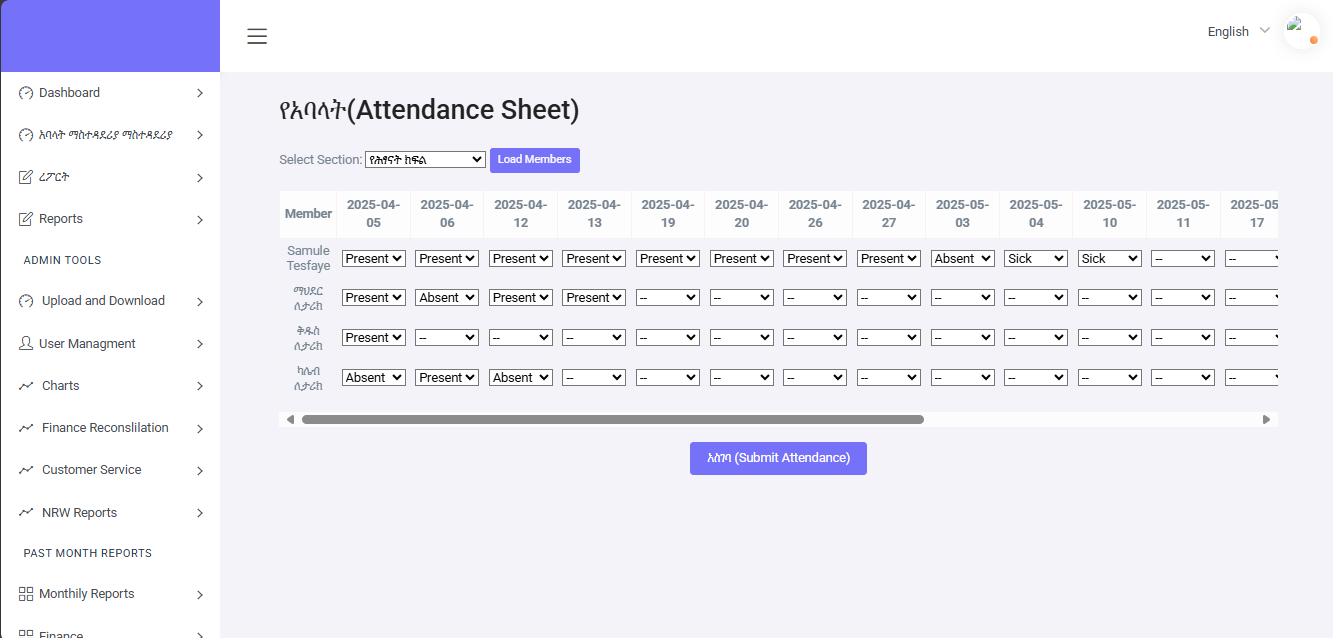 English
Dashboard
አባላት ማስተዳደሪያ ማስተዳደሪያ
ሪፖርት
Reports
ADMIN TOOLS
Upload and Download
User Managment
Charts
Finance Reconslilation
Customer Service
NRW Reports
PAST MONTH REPORTS
Monthily Reports
Finance
የአባላት(Attendance Sheet)
Select Section: የሕፃናት ክፍል Load Members
Member 2025-04-05 2025-04-06 2025-04-12 2025-04-13 2025-04-19 2025-04-20 2025-04-26 2025-04-27 2025-05-03 2025-05-04 2025-05-10 2025-05-11 2025-05-17
Samule Tesfaye Present Present Present Present Present Present Present Present Absent Sick Sick -- --
ማህደር ለታሪክ Present Absent Present Present -- -- -- -- -- -- -- -- --
ቅዱስ ለታሪክ Present -- -- -- -- -- -- -- -- -- -- -- --
ካሌብ ለታሪክ Absent Present Absent -- -- -- -- -- -- -- -- -- --
አስገባ (Submit Attendance)